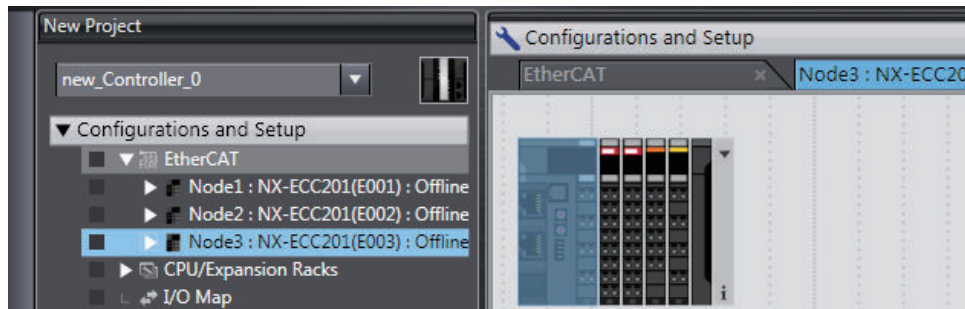 New Project
new_Controller_0
Configurations and Setup
EtherCAT
Node1 : NX-ECC201(E001) : Offline
Node2 : NX-ECC201(E002) : Offline
Node3 : NX-ECC201(E003) : Offline
CPU/Expansion Racks
I/O Map
Configurations and Setup
EtherCAT
Node3 : NX-ECC20
i